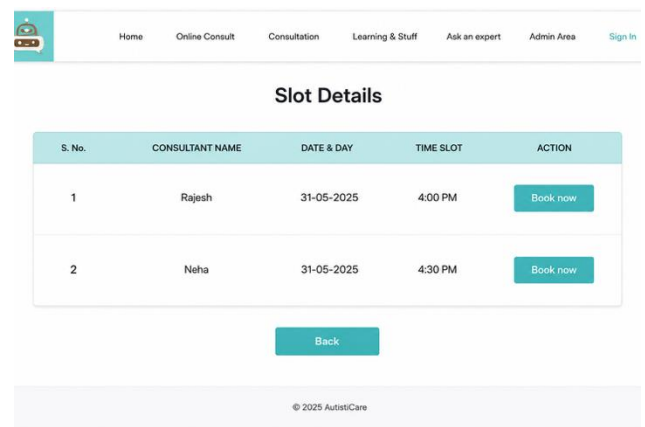 Home Online Consult Consultation Learning & Stuff Ask an expert Admin Area Sign In
Slot Details
S. No. CONSULTANT NAME DATE & DAY TIME SLOT ACTION
1 Rajesh 31-05-2025 4:00 PM Book now
2 Neha 31-05-2025 4:30 PM Book now
Back
© 2025 AutistiCare